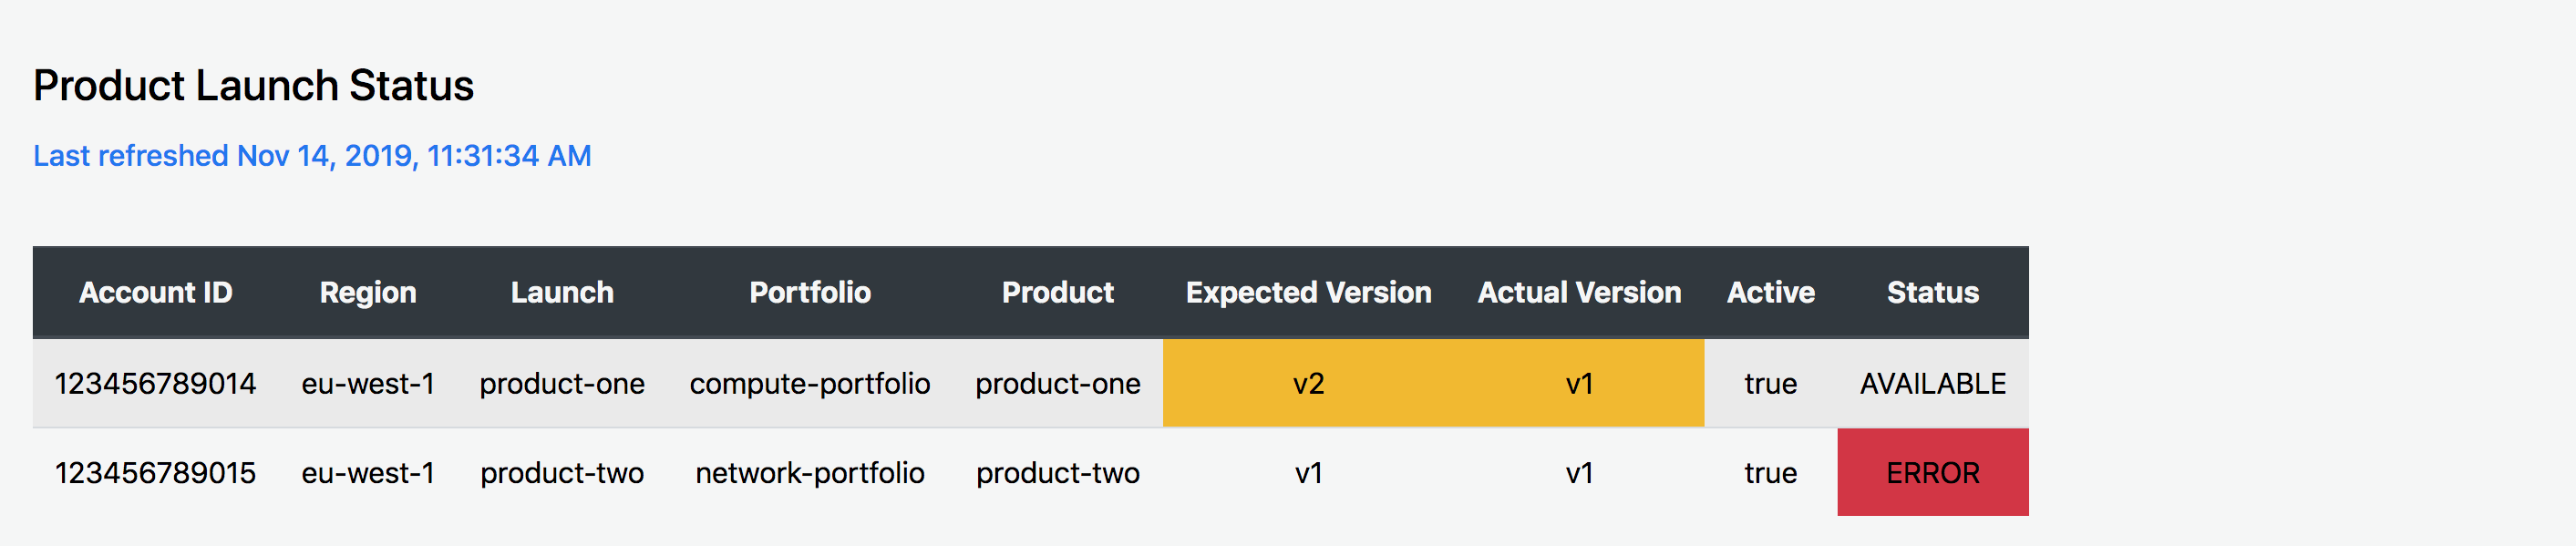 Product Launch Status
Last refreshed Nov 14, 2019, 11:31:34 AM
Account ID Region Launch Portfolio Product Expected Version Actual Version Active Status
123456789014 eu-west-1 product-one compute-portfolio product-one v2 v1 true AVAILABLE
123456789015 eu-west-1 product-two network-portfolio product-two v1 v1 true ERROR